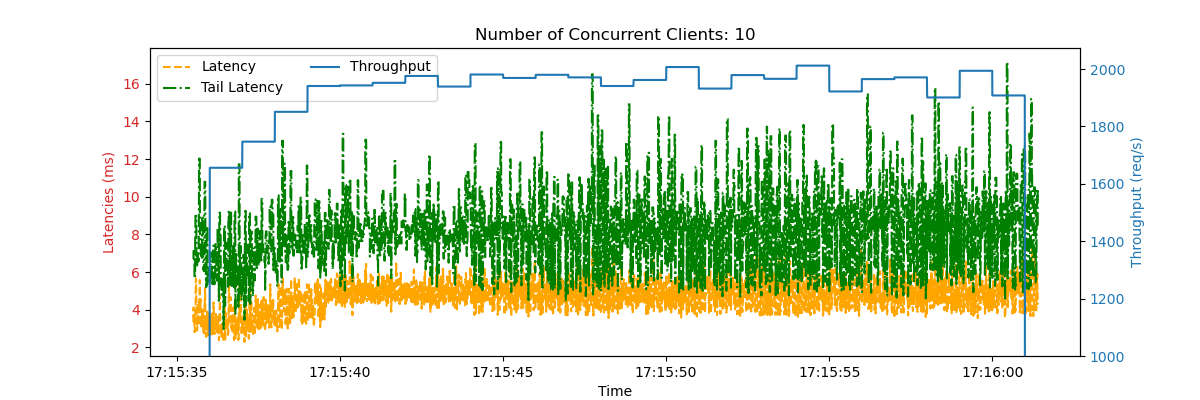 Number of Concurrent Clients: 10
Latency
Tail Latency
Throughput
16
14
12
10
8
6
4
2
Latencies (ms)
2000
1800
1600
1400
1200
1000
Throughput (req/s)
17:15:35
17:15:40
17:15:45
17:15:50
17:15:55
17:16:00
Time